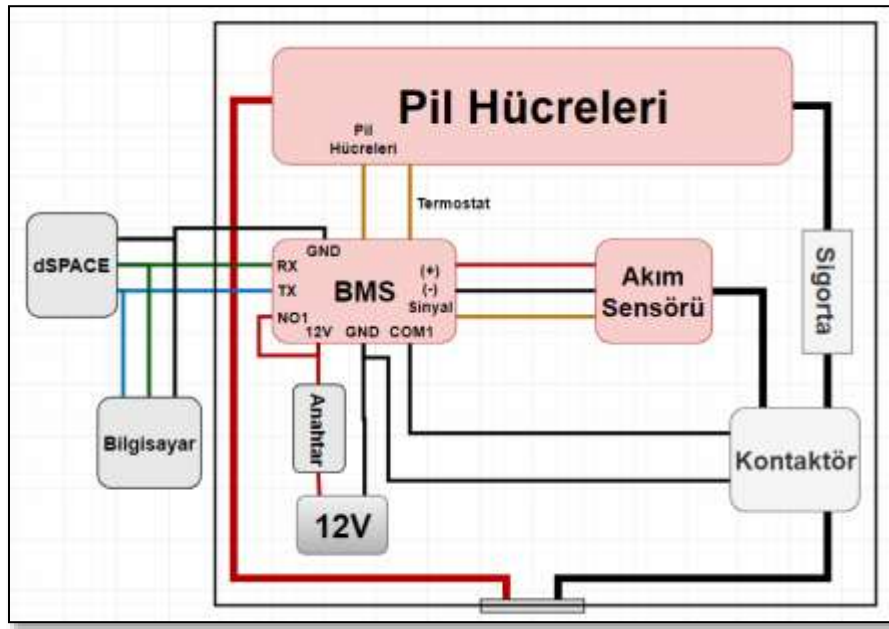 Pil Hücreleri
Pil
Hücreleri
Termostat
dSPACE
GND
RX
TX
NO1
BMS
(+)
(-)
Sinyal
12V
GND
COM1
Akım
Sensörü
Sigorta
Anahtar
Bilgisayar
Kontaktör
12V